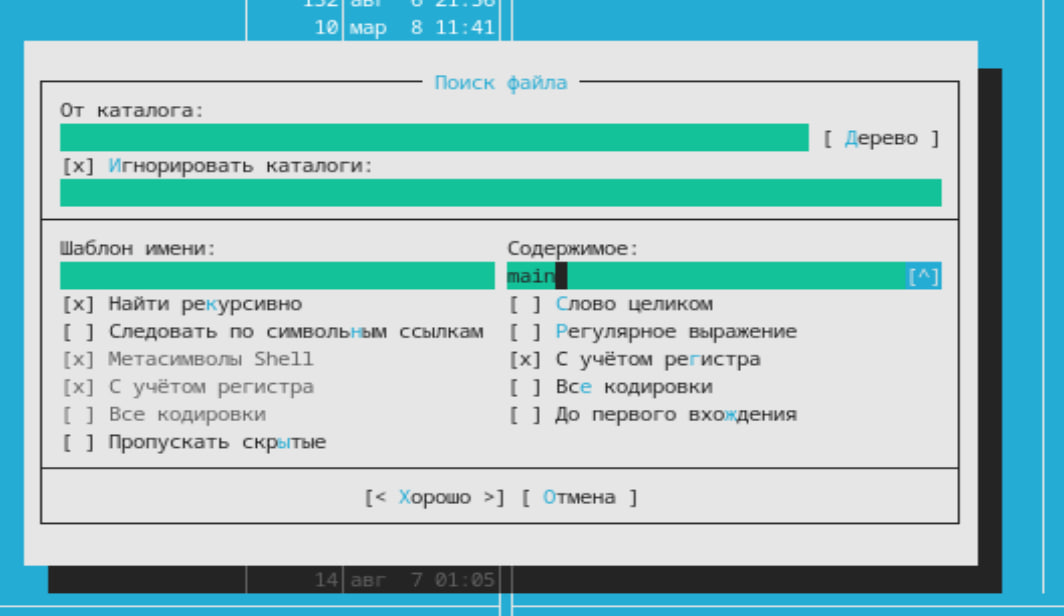 132 авг 6 21:56
10 мар 8 11:41
Поиск файла
От каталога:
[ Дерево ]
[x] Игнорировать каталоги:
Шаблон имени: Содержимое:
main [^]
[x] Найти рекурсивно [ ] Слово целиком
[ ] Следовать по символьным ссылкам [ ] Регулярное выражение
[x] Метасимволы Shell [x] С учётом регистра
[x] С учётом регистра [ ] Все кодировки
[ ] Все кодировки [ ] До первого вхождения
[ ] Пропускать скрытые
[< Хорошо >] [ Отмена ]
14 авг 7 01:05